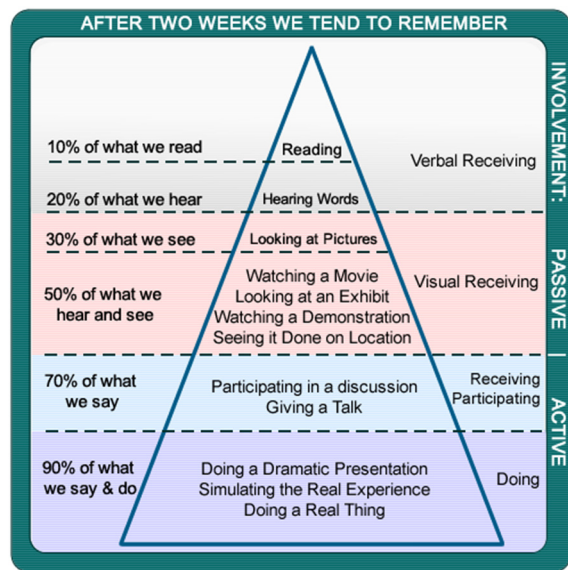 AFTER TWO WEEKS WE TEND TO REMEMBER
10% of what we read
Reading
Verbal Receiving
20% of what we hear
Hearing Words
30% of what we see
Looking at Pictures
50% of what we
hear and see
Watching a Movie
Looking at an Exhibit
Watching a Demonstration
Seeing it Done on Location
Visual Receiving
70% of what
we say
Participating in a discussion
Giving a Talk
Receiving
Participating
90% of what
we say & do
Doing a Dramatic Presentation
Simulating the Real Experience
Doing a Real Thing
Doing
INVOLVEMENT: PASSIVE | ACTIVE